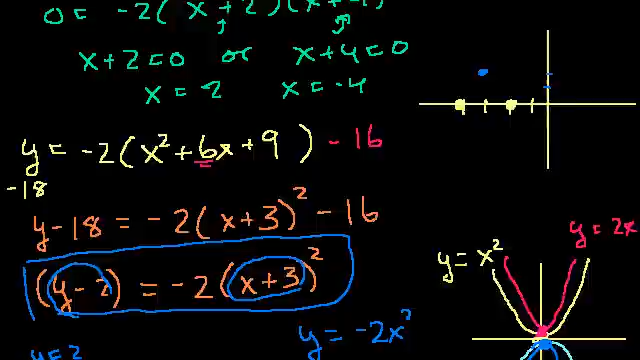 0 = -2(x+2)(x+4)
x+2=0 or x+4=0
x = 2 x = -4
y = -2(x²+6x+9) - 16
-18
y-18 = -2(x+3)² - 16
(y-2) = -2(x+3)²
y = x²
y = 2x
y = -2x²
y=2